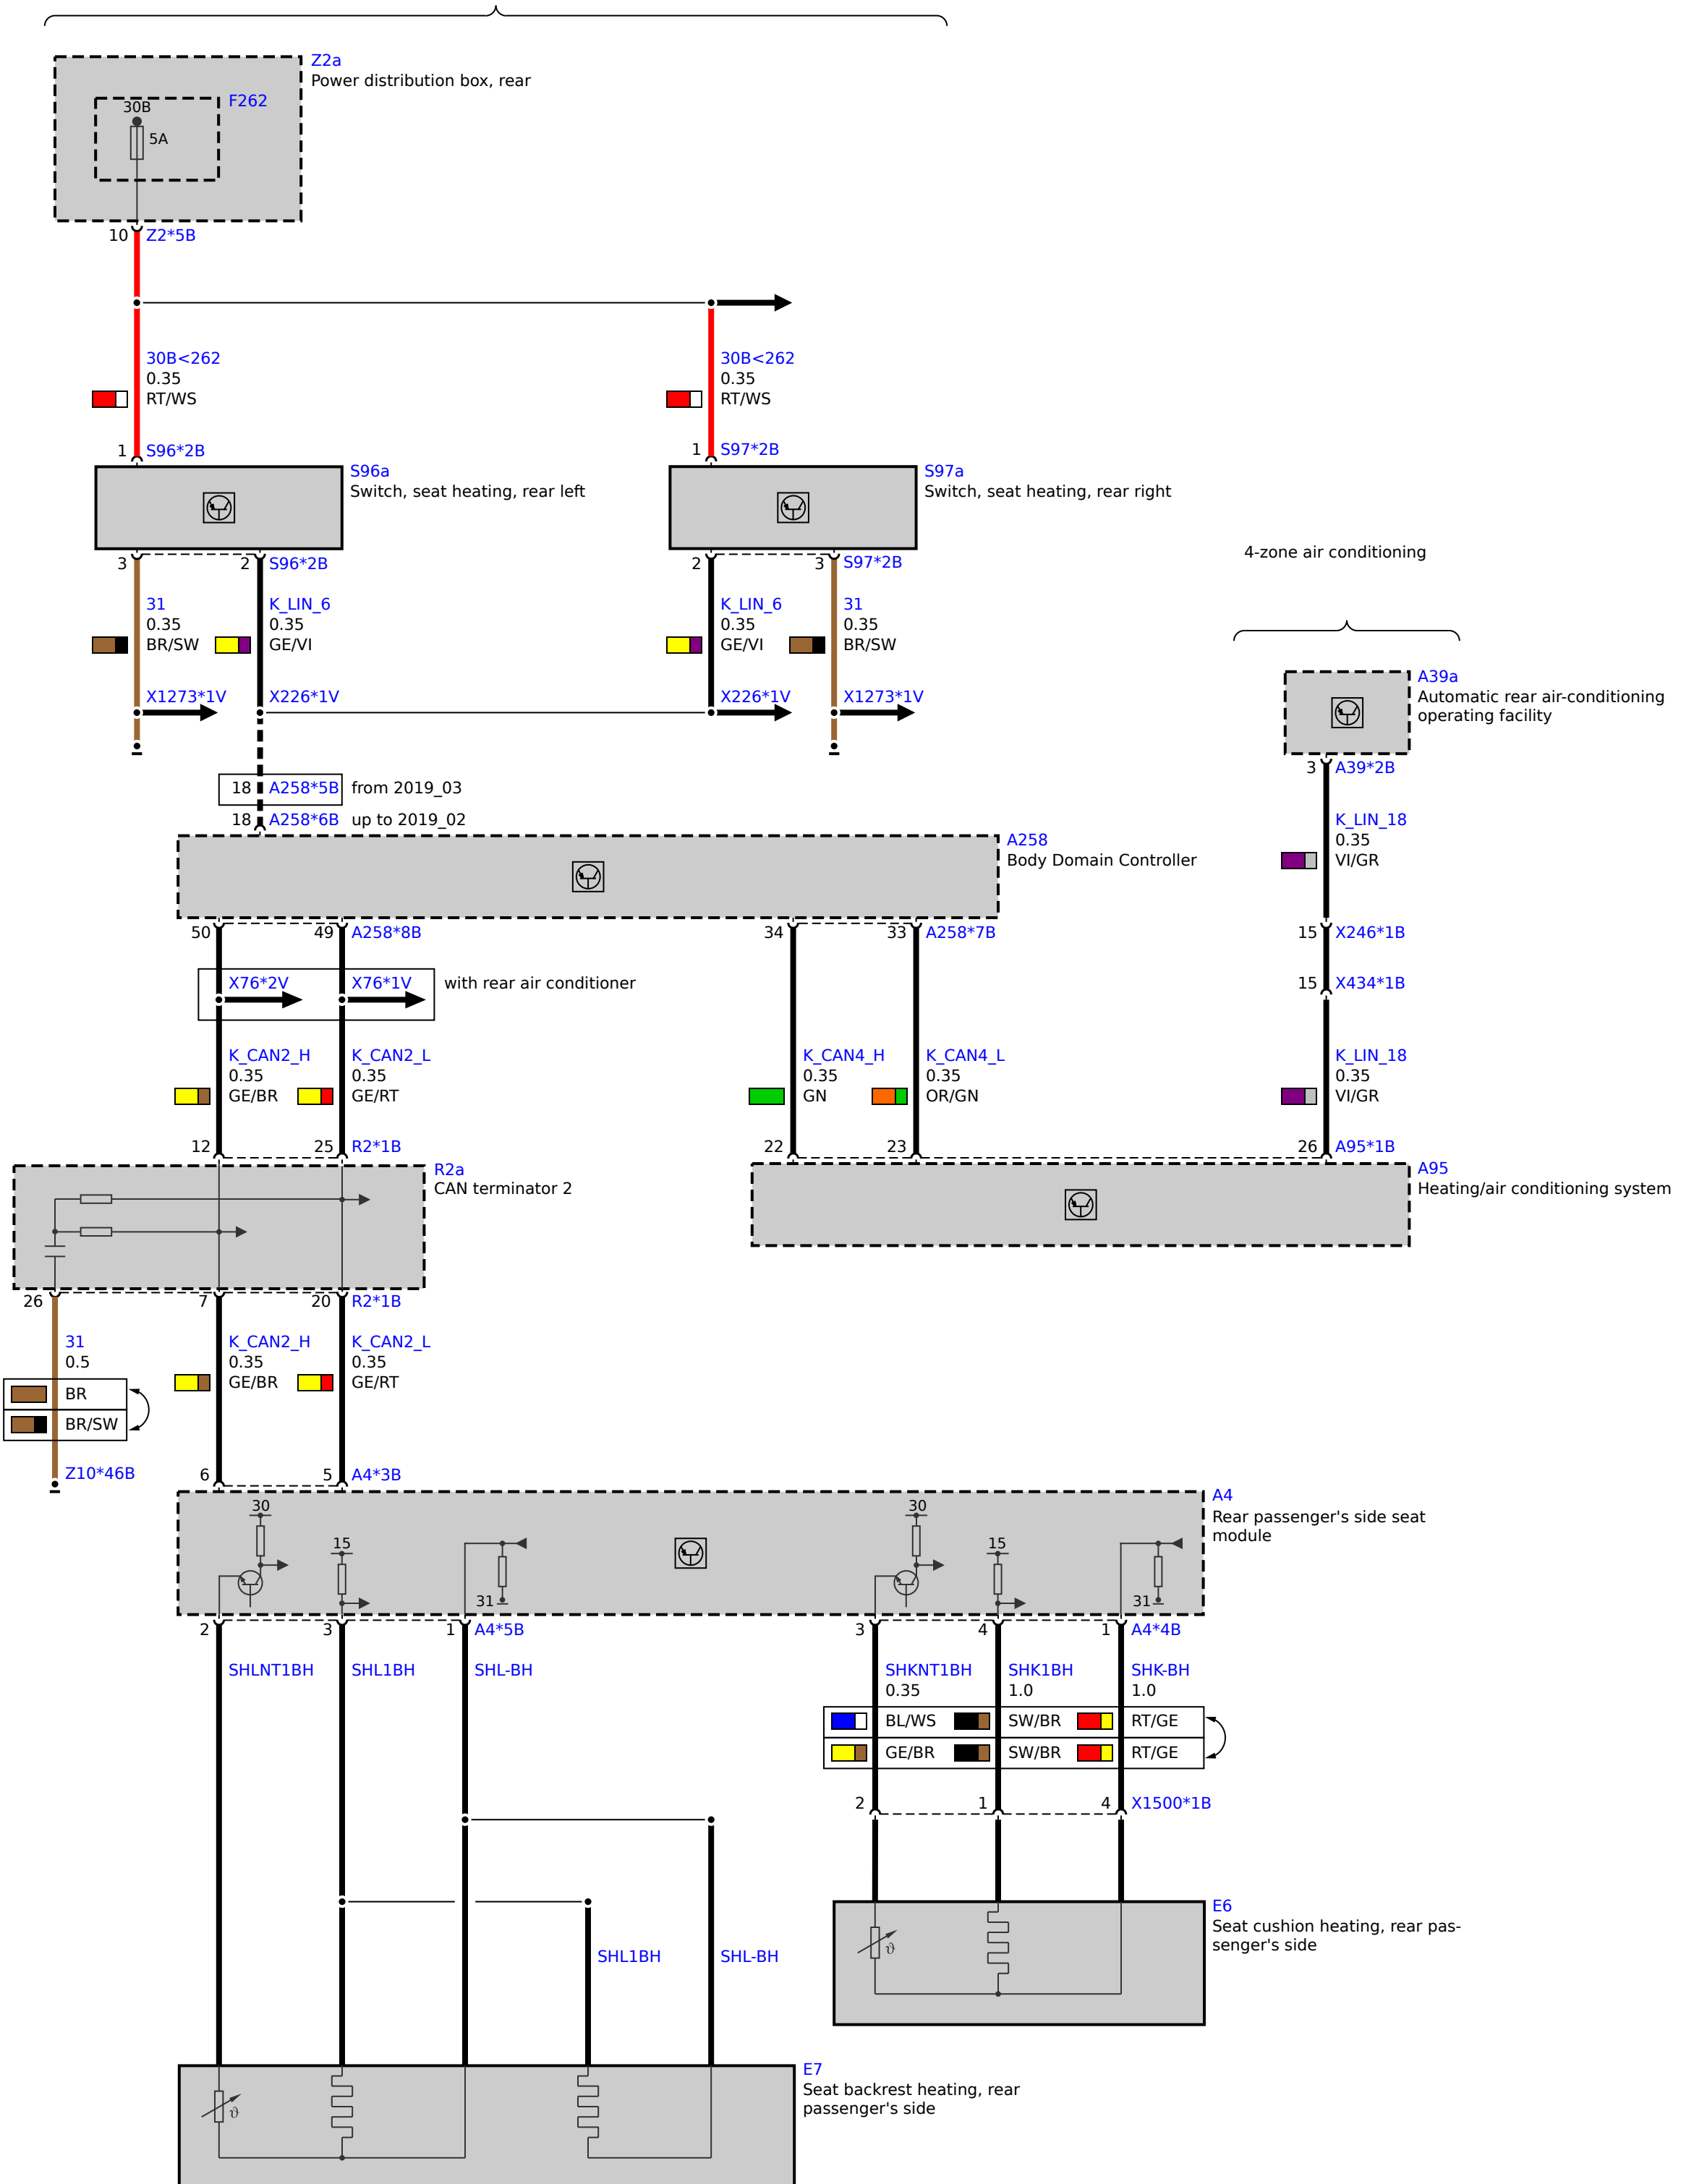 Z2a
Power distribution box, rear
30B
F262
5A
10 Z2*5B
30B<262
0.35
RT/WS
30B<262
0.35
RT/WS
1 S96*2B
1 S97*2B
S96a
Switch, seat heating, rear left
S97a
Switch, seat heating, rear right
3 2 S96*2B
2 3 S97*2B
31
0.35
BR/SW
K_LIN_6
0.35
GE/VI
K_LIN_6
0.35
GE/VI
31
0.35
BR/SW
X1273*1V
X226*1V
X226*1V
X1273*1V
4-zone air conditioning
A39a
Automatic rear air-conditioning
operating facility
3 A39*2B
18 A258*5B from 2019_03
18 A258*6B up to 2019_02
K_LIN_18
0.35
VI/GR
A258
Body Domain Controller
50 49 A258*8B
34 33 A258*7B
15 X246*1B
X76*2V X76*1V with rear air conditioner
15 X434*1B
K_CAN2_H
0.35
GE/BR
K_CAN2_L
0.35
GE/RT
K_CAN4_H
0.35
GN
K_CAN4_L
0.35
OR/GN
K_LIN_18
0.35
VI/GR
12 25 R2*1B
22 23 26 A95*1B
R2a
CAN terminator 2
A95
Heating/air conditioning system
26 7 20 R2*1B
31
0.5
BR
BR/SW
K_CAN2_H
0.35
GE/BR
K_CAN2_L
0.35
GE/RT
Z10*46B
6 5 A4*3B
A4
Rear passenger's side seat
module
30
15
31
30
15
31
2 3 1 A4*5B
3 4 1 A4*4B
SHLNT1BH SHL1BH SHL-BH
SHKNT1BH
0.35
SHK1BH
1.0
SHK-BH
1.0
BL/WS SW/BR RT/GE
GE/BR SW/BR RT/GE
2 1 4 X1500*1B
E6
Seat cushion heating, rear pas-
senger's side
ϑ
SHL1BH SHL-BH
E7
Seat backrest heating, rear
passenger's side
ϑ